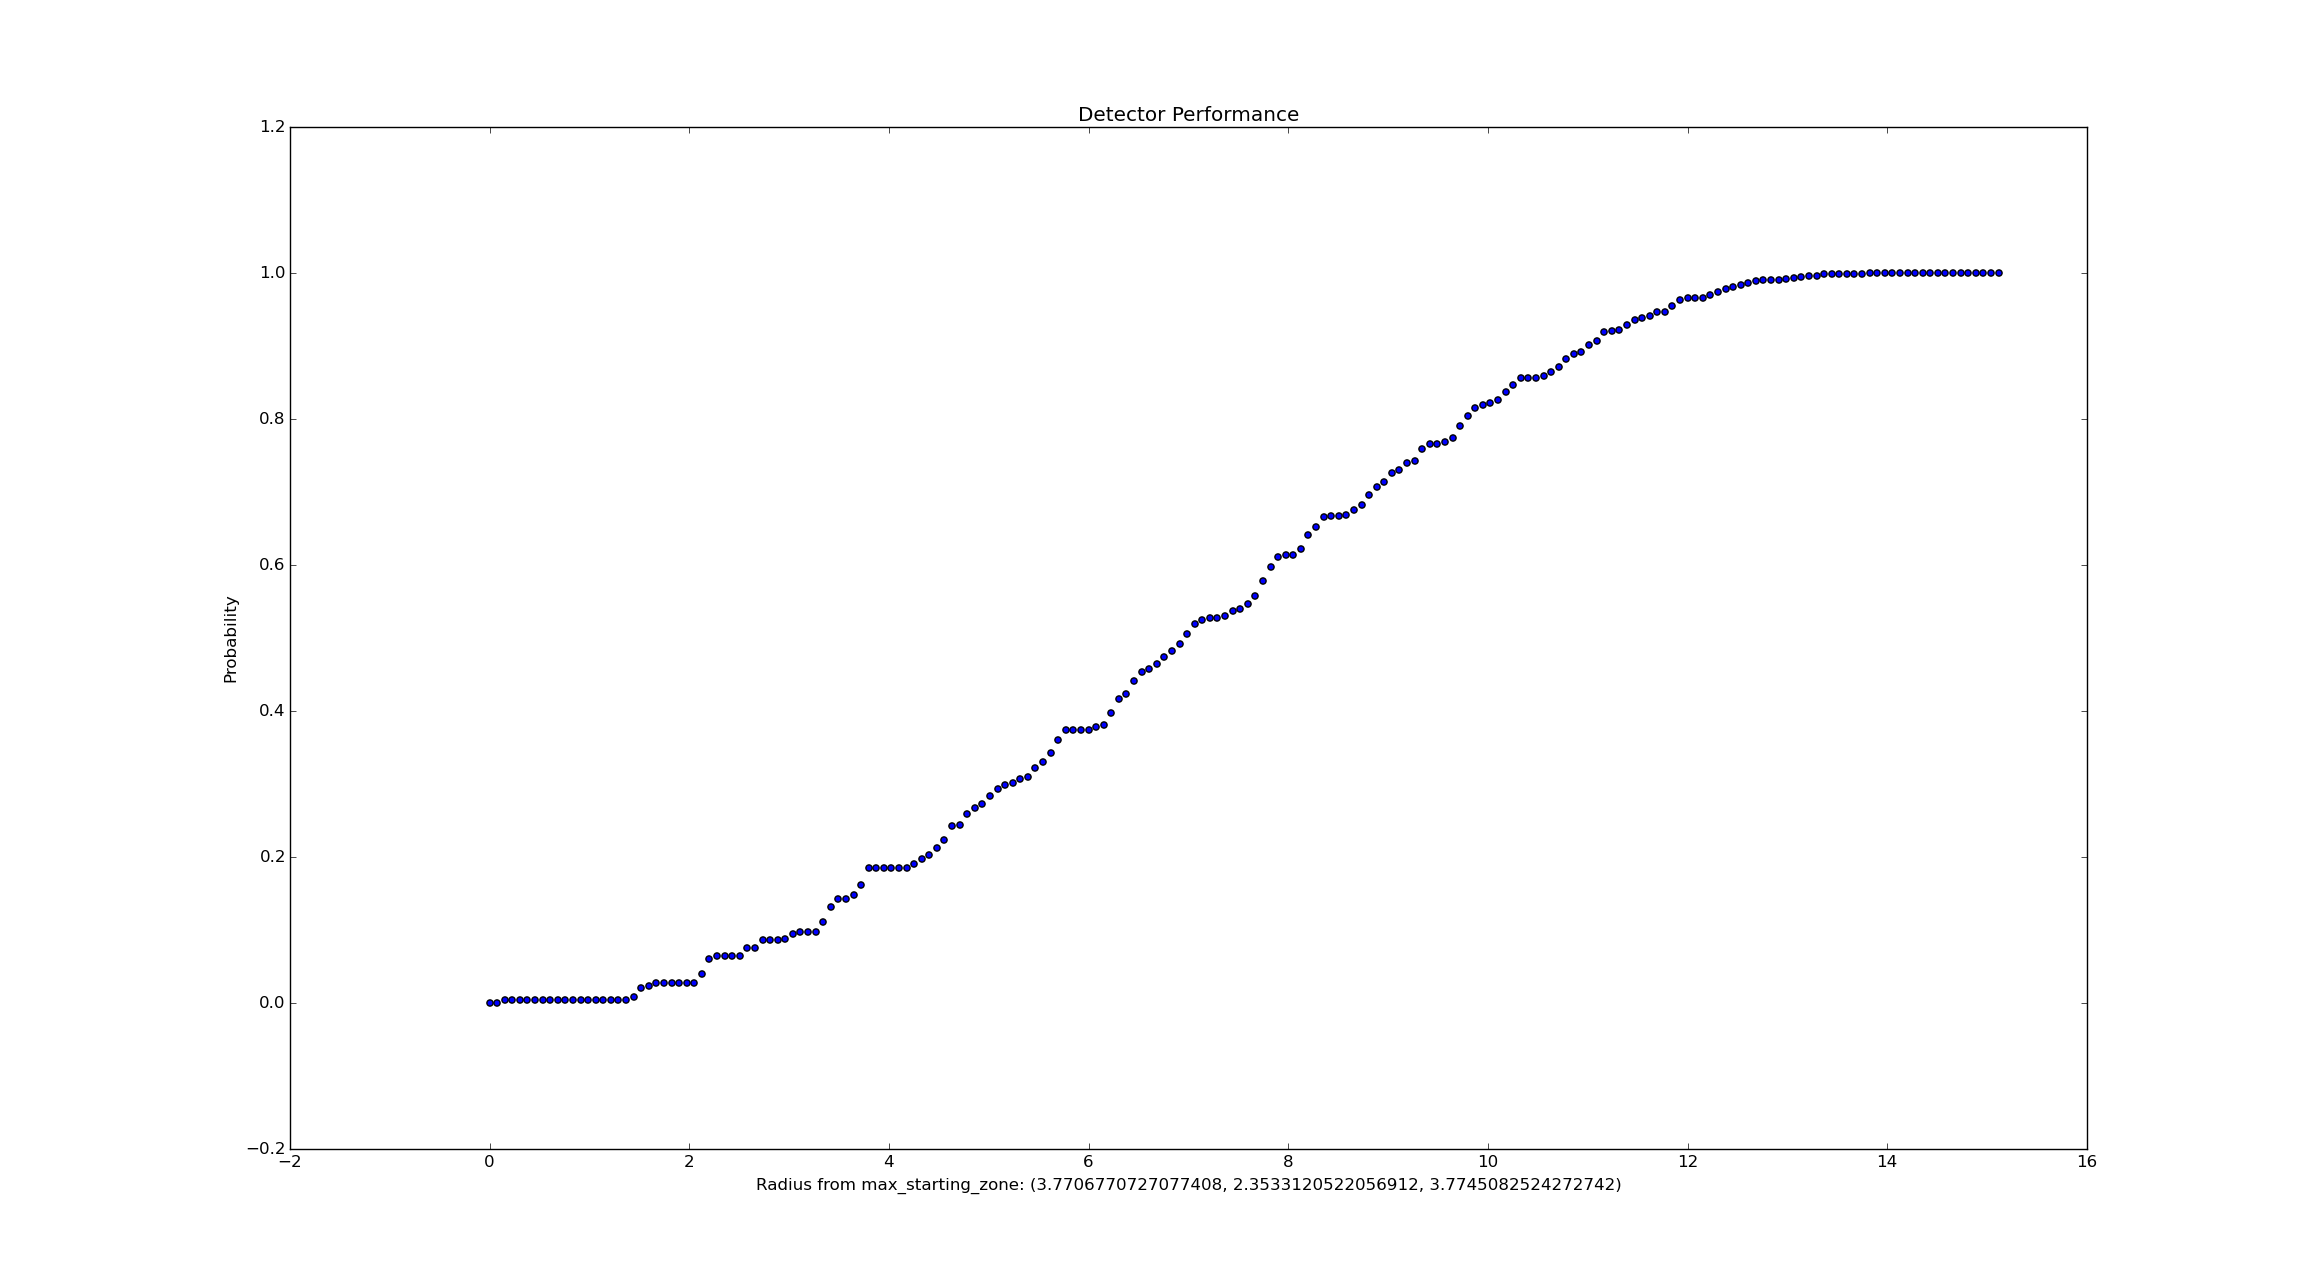 Detector Performance
1.2
1.0
0.8
0.6
0.4
0.2
0.0
−0.2
Probability
−2 0 2 4 6 8 10 12 14 16
Radius from max_starting_zone: (3.7706770727077408, 2.3533120522056912, 3.7745082524272742)